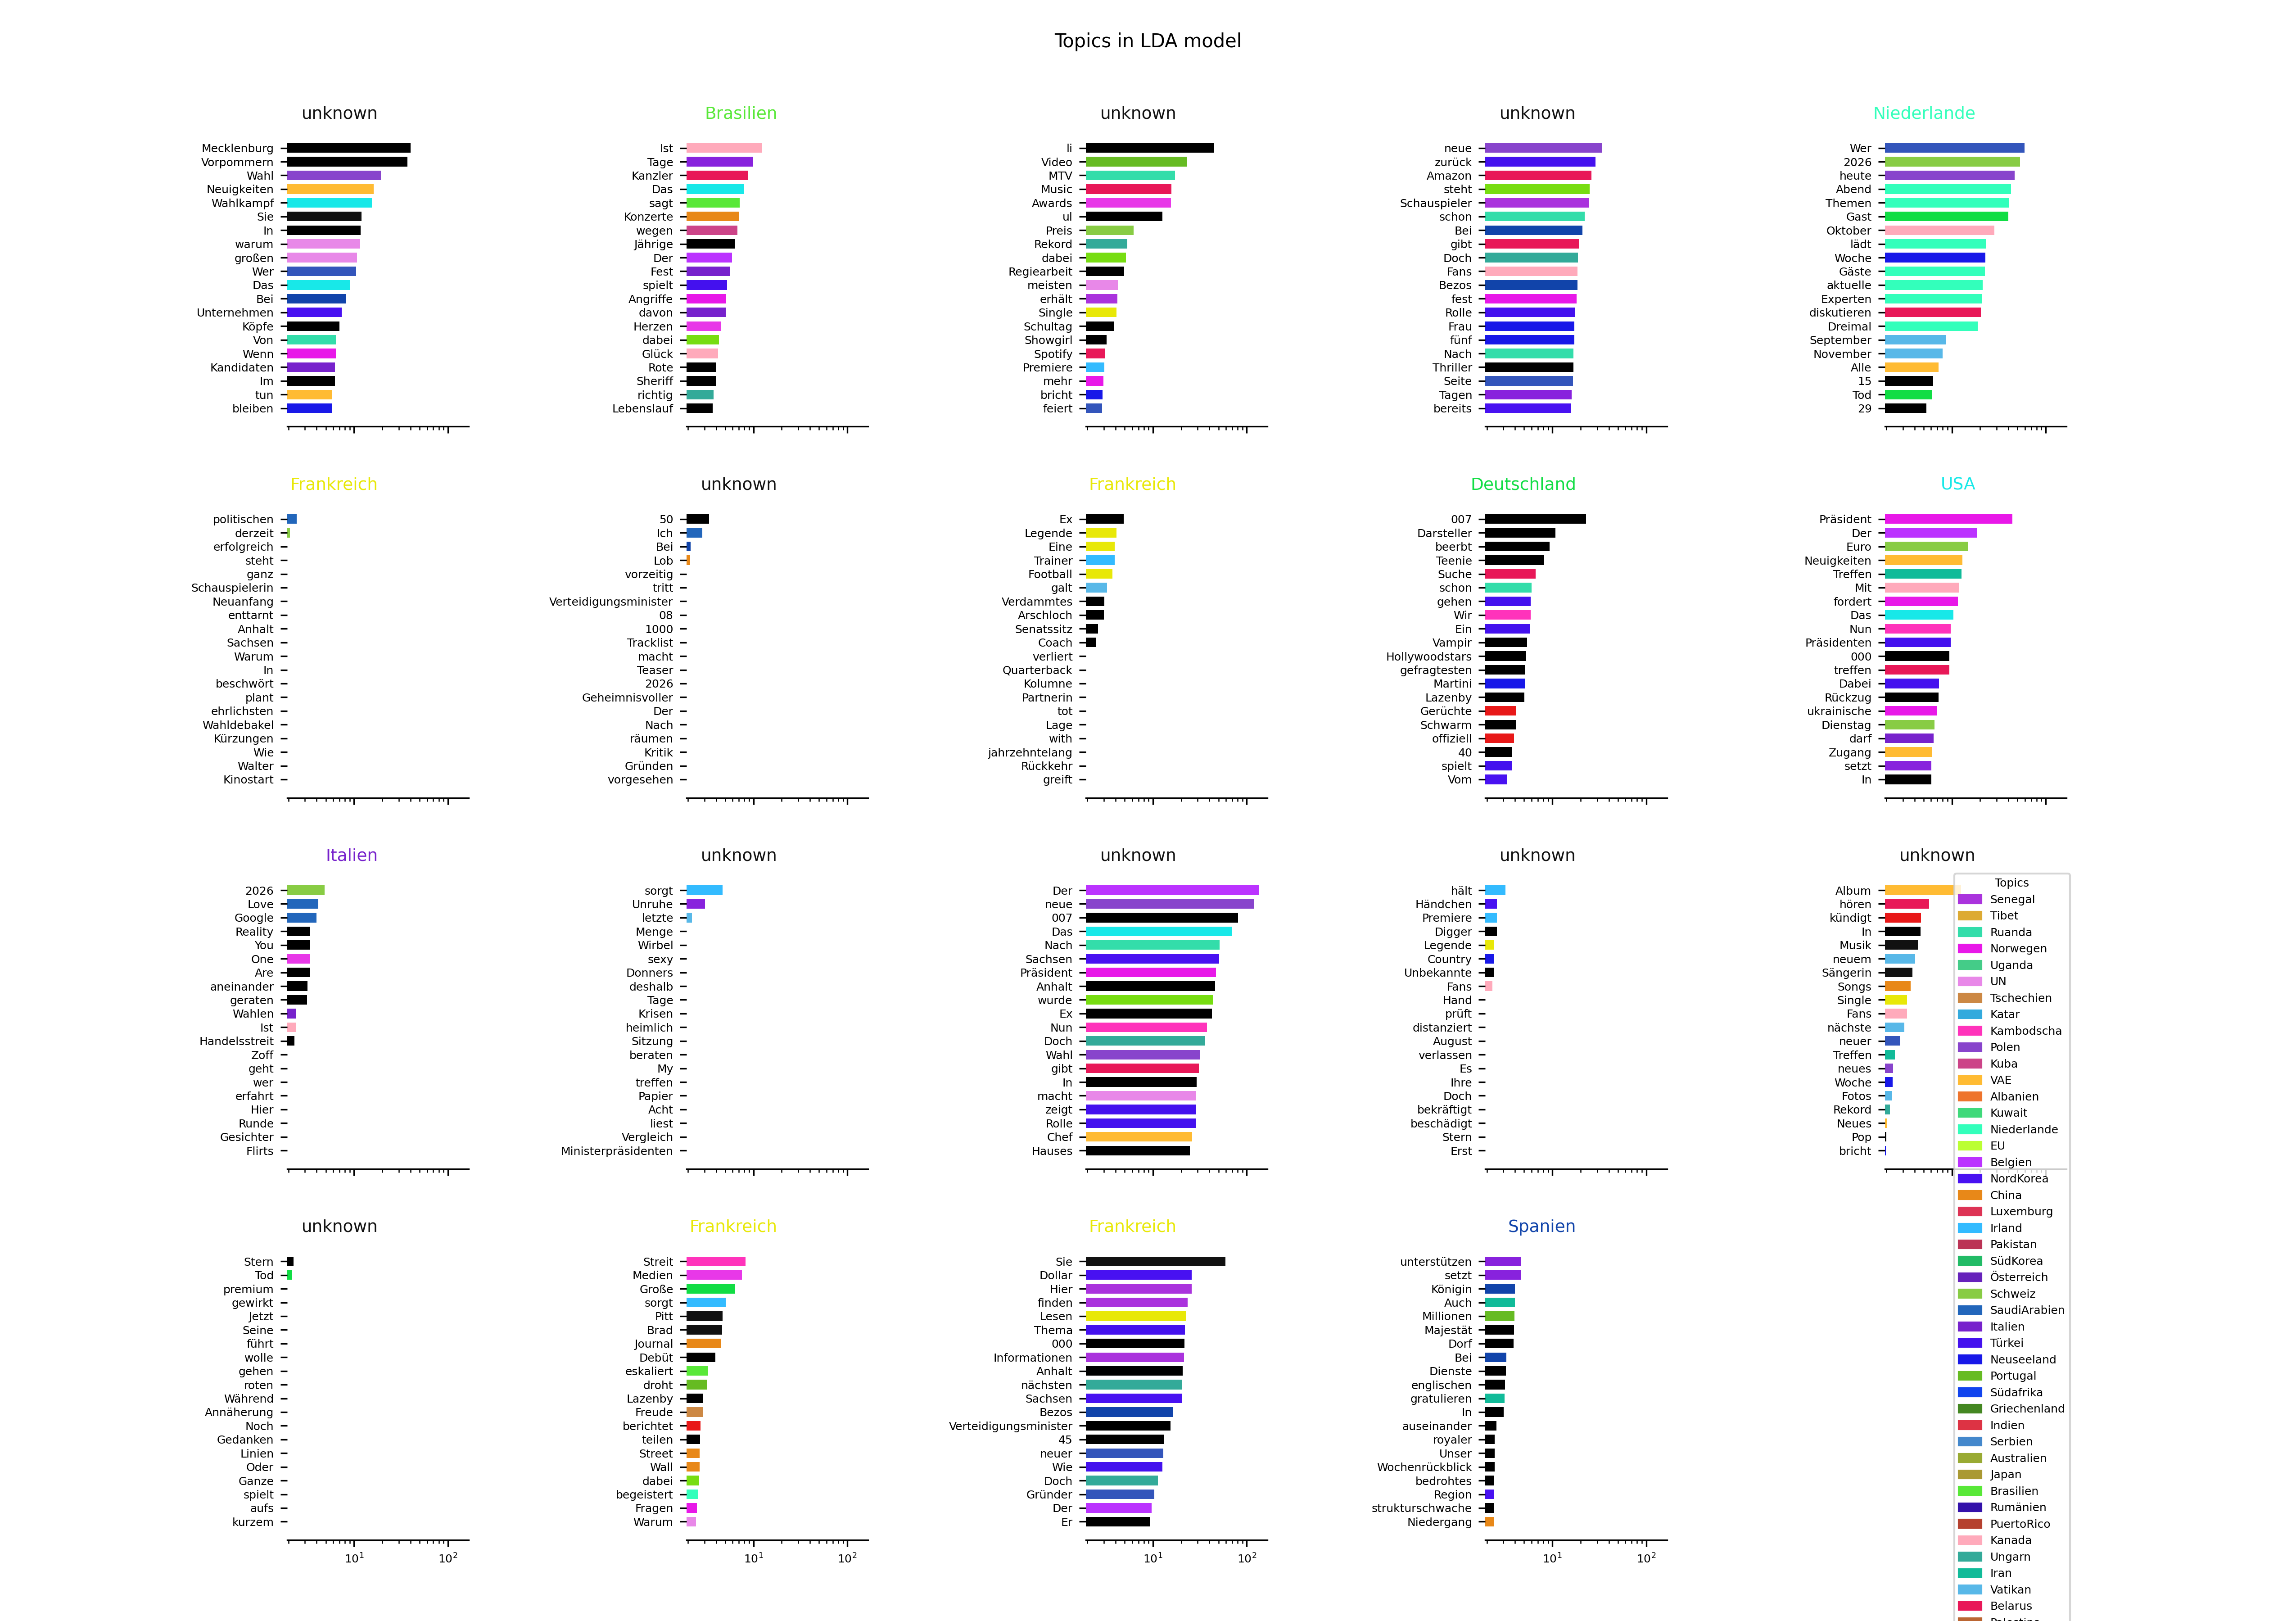 Topics in LDA model
unknown
Mecklenburg
Vorpommern
Wahl
Neuigkeiten
Wahlkampf
Sie
In
warum
großen
Wer
Das
Bei
Unternehmen
Köpfe
Von
Wenn
Kandidaten
Im
tun
bleiben
Brasilien
Ist
Tage
Kanzler
Das
sagt
Konzerte
wegen
Jährige
Der
Fest
spielt
Angriffe
davon
Herzen
dabei
Glück
Rote
Sheriff
richtig
Lebenslauf
unknown
li
Video
MTV
Music
Awards
ul
Preis
Rekord
dabei
Regiearbeit
meisten
erhält
Single
Schultag
Showgirl
Spotify
Premiere
mehr
bricht
feiert
unknown
neue
zurück
Amazon
steht
Schauspieler
schon
Bei
gibt
Doch
Fans
Bezos
fest
Rolle
Frau
fünf
Nach
Thriller
Seite
Tagen
bereits
Niederlande
Wer
2026
heute
Abend
Themen
Gast
Oktober
lädt
Woche
Gäste
aktuelle
Experten
diskutieren
Dreimal
September
November
Alle
15
Tod
29
Frankreich
politischen
derzeit
erfolgreich
steht
ganz
Schauspielerin
Neuanfang
enttarnt
Anhalt
Sachsen
Warum
In
beschwört
plant
ehrlichsten
Wahldebakel
Kürzungen
Wie
Walter
Kinostart
unknown
50
Ich
Bei
Lob
vorzeitig
tritt
Verteidigungsminister
08
1000
Tracklist
macht
Teaser
2026
Geheimnisvoller
Der
Nach
räumen
Kritik
Gründen
vorgesehen
Frankreich
Ex
Legende
Eine
Trainer
Football
galt
Verdammtes
Arschloch
Senatssitz
Coach
verliert
Quarterback
Kolumne
Partnerin
tot
Lage
with
jahrzehntelang
Rückkehr
greift
Deutschland
007
Darsteller
beerbt
Teenie
Suche
schon
gehen
Wir
Ein
Vampir
Hollywoodstars
gefragtesten
Martini
Lazenby
Gerüchte
Schwarm
offiziell
40
spielt
Vom
USA
Präsident
Der
Euro
Neuigkeiten
Treffen
Mit
fordert
Das
Nun
Präsidenten
000
treffen
Dabei
Rückzug
ukrainische
Dienstag
darf
Zugang
setzt
In
Italien
2026
Love
Google
Reality
You
One
Are
aneinander
geraten
Wahlen
Ist
Handelsstreit
Zoff
geht
wer
erfahrt
Hier
Runde
Gesichter
Flirts
unknown
sorgt
Unruhe
letzte
Menge
Wirbel
sexy
Donners
deshalb
Tage
Krisen
heimlich
Sitzung
beraten
My
treffen
Papier
Acht
liest
Vergleich
Ministerpräsidenten
unknown
Der
neue
007
Das
Nach
Sachsen
Präsident
Anhalt
wurde
Ex
Nun
Doch
Wahl
gibt
In
macht
zeigt
Rolle
Chef
Hauses
unknown
hält
Händchen
Premiere
Digger
Legende
Country
Unbekannte
Fans
Hand
prüft
distanziert
August
verlassen
Es
Ihre
Doch
bekräftigt
beschädigt
Stern
Erst
unknown
Album
hören
kündigt
In
Musik
neuem
Sängerin
Songs
Single
Fans
nächste
neuer
Treffen
neues
Woche
Fotos
Rekord
Neues
Pop
bricht
Topics
Senegal
Tibet
Ruanda
Norwegen
Uganda
UN
Tschechien
Katar
Kambodscha
Polen
Kuba
VAE
Albanien
Kuwait
Niederlande
EU
Belgien
NordKorea
China
Luxemburg
Irland
Pakistan
SüdKorea
Österreich
Schweiz
SaudiArabien
Italien
Türkei
Neuseeland
Portugal
Südafrika
Griechenland
Indien
Serbien
Australien
Japan
Brasilien
Rumänien
PuertoRico
Kanada
Ungarn
Iran
Vatikan
Belarus
unknown
Stern
Tod
premium
gewirkt
Jetzt
Seine
führt
wolle
gehen
roten
Während
Annäherung
Noch
Gedanken
Linien
Oder
Ganze
spielt
aufs
kurzem
10¹ 10²
Frankreich
Streit
Medien
Große
sorgt
Pitt
Brad
Journal
Debüt
eskaliert
droht
Lazenby
Freude
berichtet
teilen
Street
Wall
dabei
begeistert
Fragen
Warum
10¹ 10²
Frankreich
Sie
Dollar
Hier
finden
Lesen
Thema
000
Informationen
Anhalt
nächsten
Sachsen
Bezos
Verteidigungsminister
45
neuer
Wie
Doch
Gründer
Der
Er
10¹ 10²
Spanien
unterstützen
setzt
Königin
Auch
Millionen
Majestät
Dorf
Bei
Dienste
englischen
gratulieren
In
auseinander
royaler
Unser
Wochenrückblick
bedrohtes
Region
strukturschwache
Niedergang
10¹ 10²